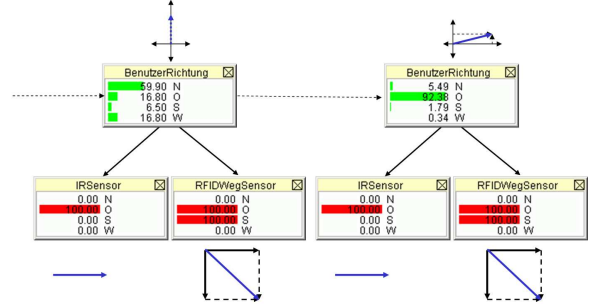 BenutzerRichtung
59.90 N
16.80 O
6.50 S
16.80 W
BenutzerRichtung
5.49 N
92.38 O
1.79 S
0.34 W
IRSensor
0.00 N
100.00 O
0.00 S
0.00 W
RFIDWegSensor
0.00 N
100.00 O
100.00 S
0.00 W
IRSensor
0.00 N
100.00 O
0.00 S
0.00 W
RFIDWegSensor
0.00 N
100.00 O
100.00 S
0.00 W